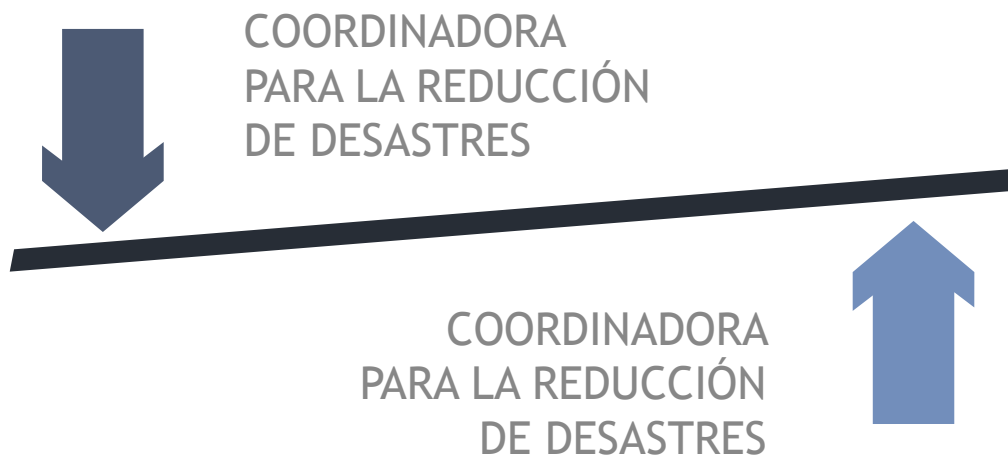 COORDINADORA
PARA LA REDUCCIÓN
DE DESASTRES
COORDINADORA
PARA LA REDUCCIÓN
DE DESASTRES